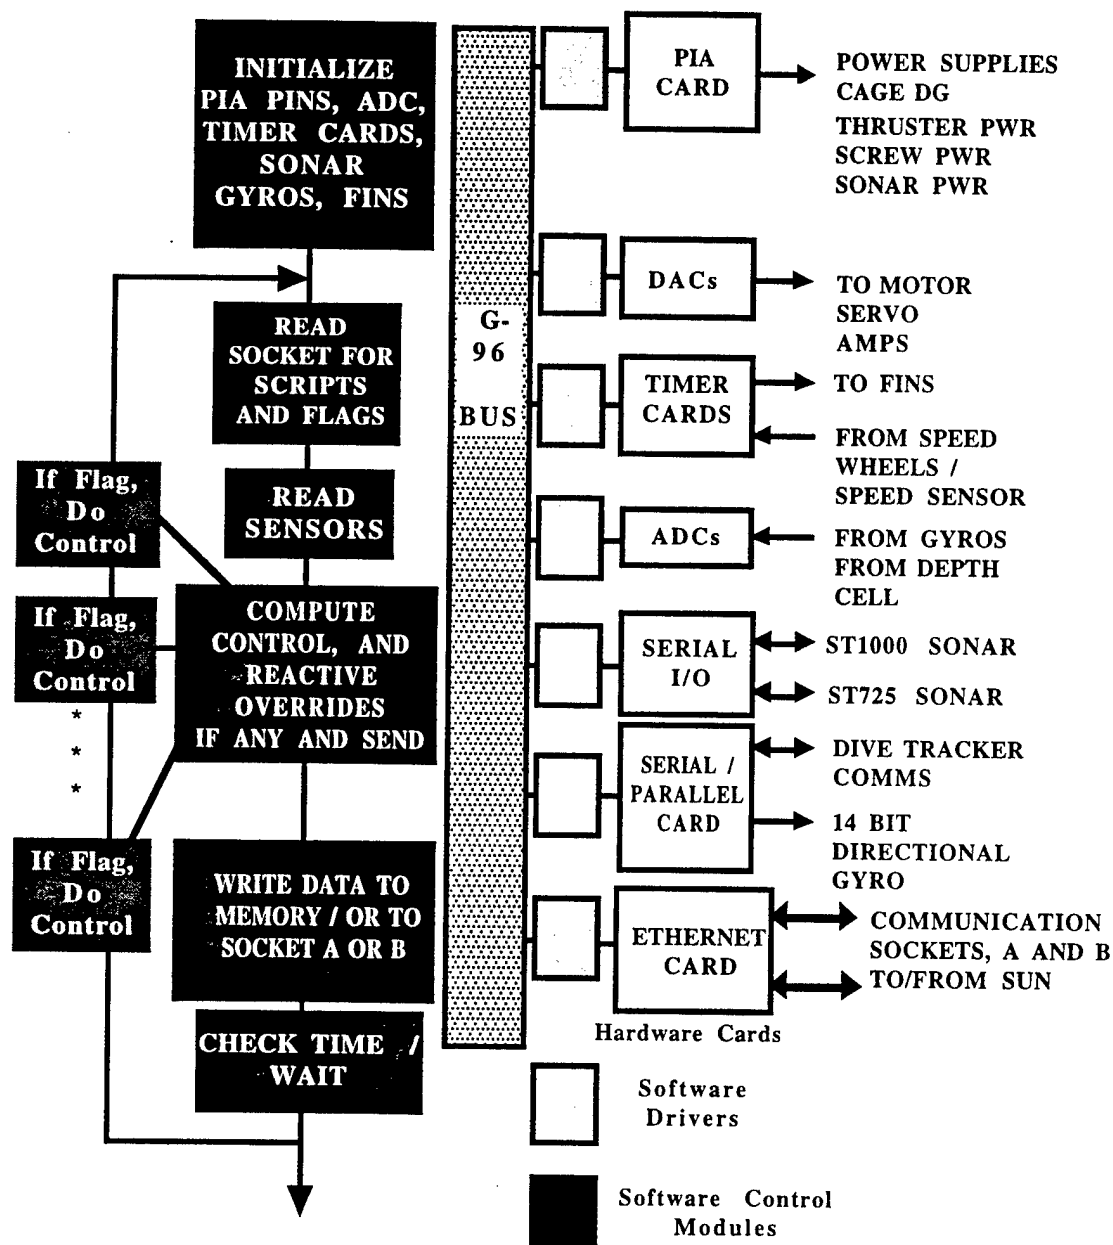 INITIALIZE
PIA PINS, ADC,
TIMER CARDS,
SONAR
GYROS, FINS
READ
SOCKET FOR
SCRIPTS
AND FLAGS
READ
SENSORS
If Flag,
Do
Control
If Flag,
Do
Control
*
*
*
If Flag,
Do
Control
COMPUTE
CONTROL, AND
REACTIVE
OVERRIDES
IF ANY AND SEND
WRITE DATA TO
MEMORY / OR TO
SOCKET A OR B
CHECK TIME /
WAIT
G-
96
BUS
PIA
CARD
POWER SUPPLIES
CAGE DG
THRUSTER PWR
SCREW PWR
SONAR PWR
DACs
TO MOTOR
SERVO
AMPS
TIMER
CARDS
TO FINS
FROM SPEED
WHEELS /
SPEED SENSOR
ADCs
FROM GYROS
FROM DEPTH
CELL
SERIAL
I/O
ST1000 SONAR
ST725 SONAR
SERIAL /
PARALLEL
CARD
DIVE TRACKER
COMMS
14 BIT
DIRECTIONAL
GYRO
ETHERNET
CARD
COMMUNICATION
SOCKETS, A AND B
TO/FROM SUN
Hardware Cards
Software
Drivers
Software Control
Modules